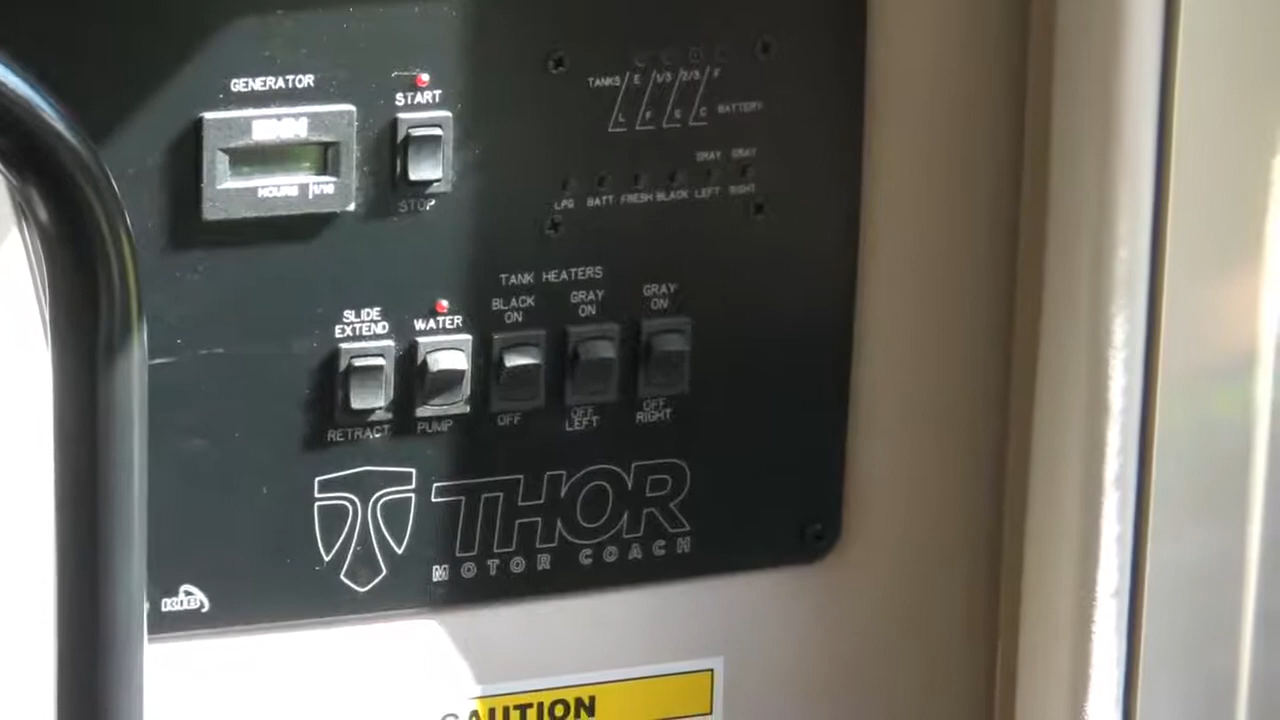 GENERATOR
START
HOURS 1/10
STOP
TANKS E 1/3 2/3 F
L F G C BATTERY
GRAY GRAY
LPG BATT FRESH BLACK LEFT RIGHT
TANK HEATERS
SLIDE EXTEND
WATER
BLACK ON
GRAY ON
GRAY ON
RETRACT
PUMP
OFF
OFF LEFT
OFF RIGHT
THOR
MOTOR COACH
KIB
CAUTION